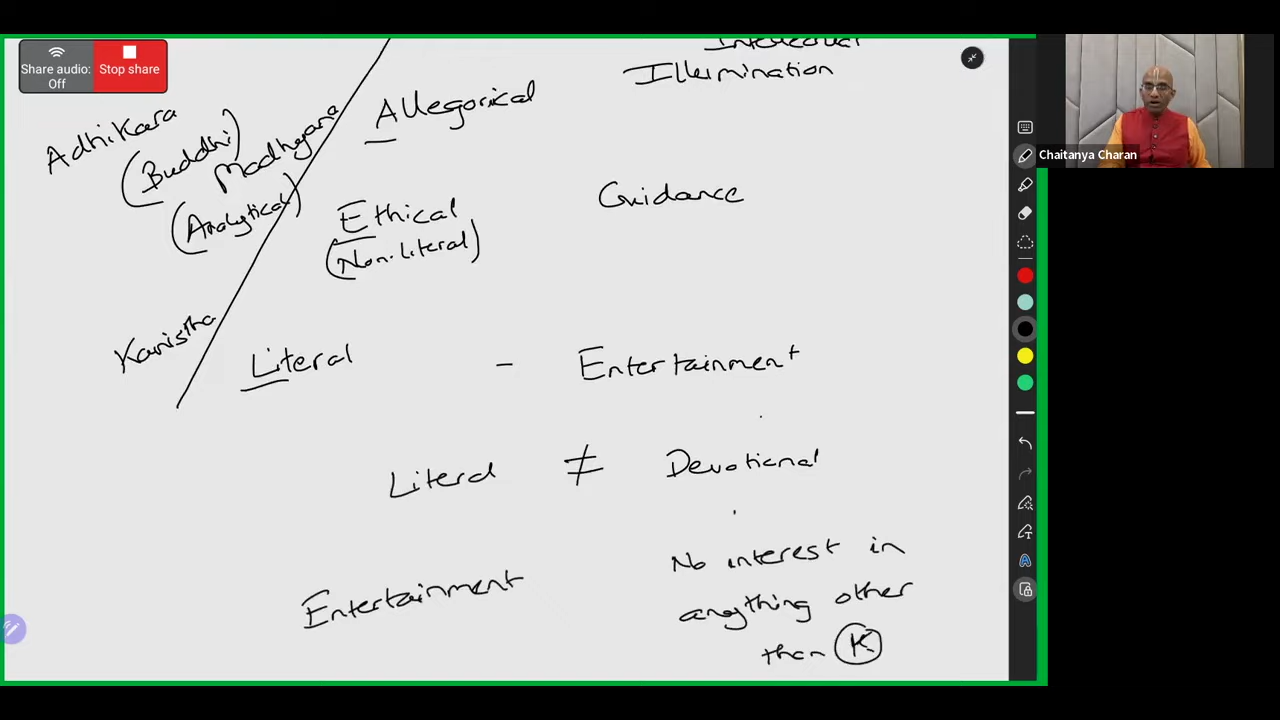 Share audio:
Off
Stop share
Intellectual
Illumination
Allegorical
Adhikara
(Buddhi)
Madhyama
(Analytical)
Guidance
Ethical
(Non-literal)
Kanistha
Literal - Entertainment
Literal ≠ Devotional
No interest in
anything other
than K
Entertainment
Chaitanya Charan